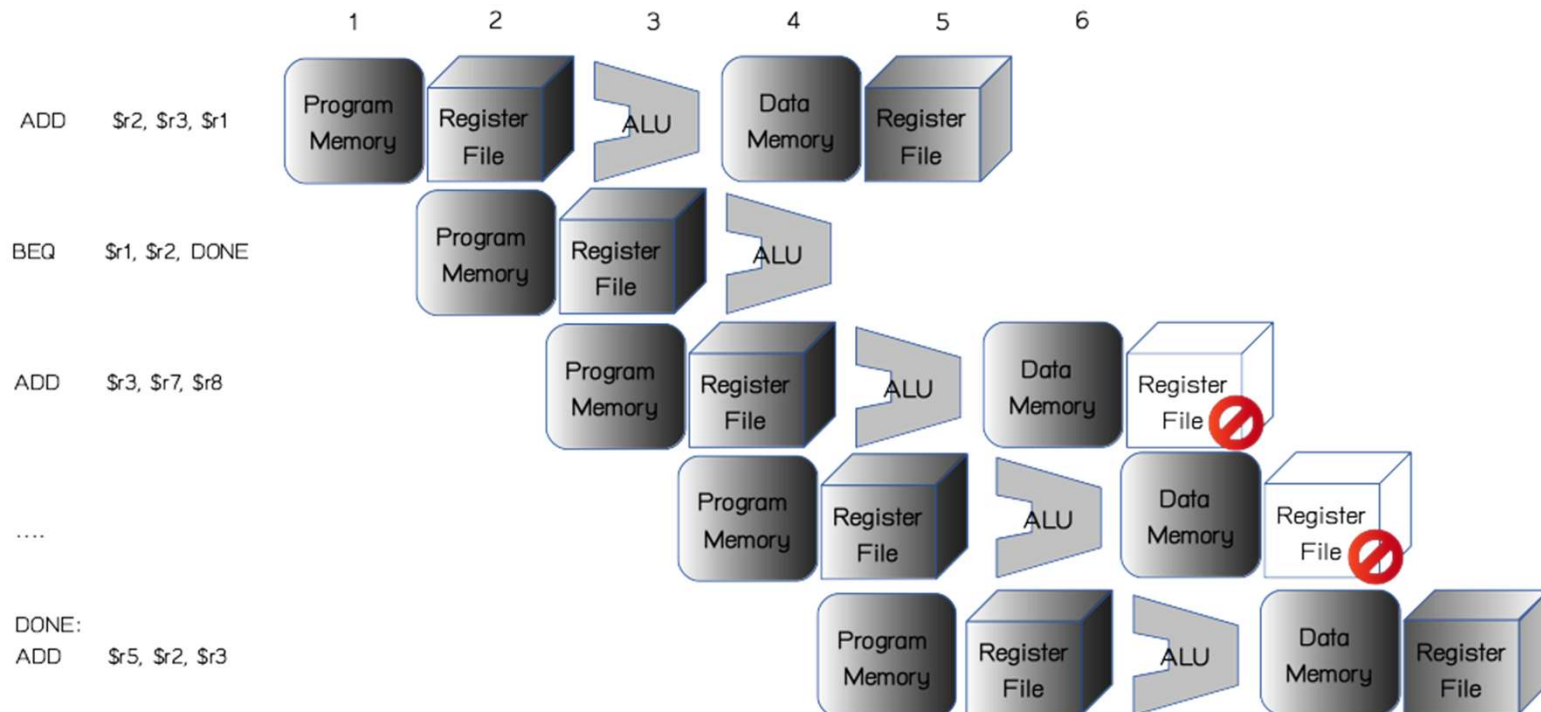 1 2 3 4 5 6
ADD $r2, $r3, $r1
Program Memory
Register File
ALU
Data Memory
Register File
BEQ $r1, $r2, DONE
Program Memory
Register File
ALU
ADD $r3, $r7, $r8
Program Memory
Register File
ALU
Data Memory
Register File
....
Program Memory
Register File
ALU
Data Memory
Register File
DONE:
ADD $r5, $r2, $r3
Program Memory
Register File
ALU
Data Memory
Register File